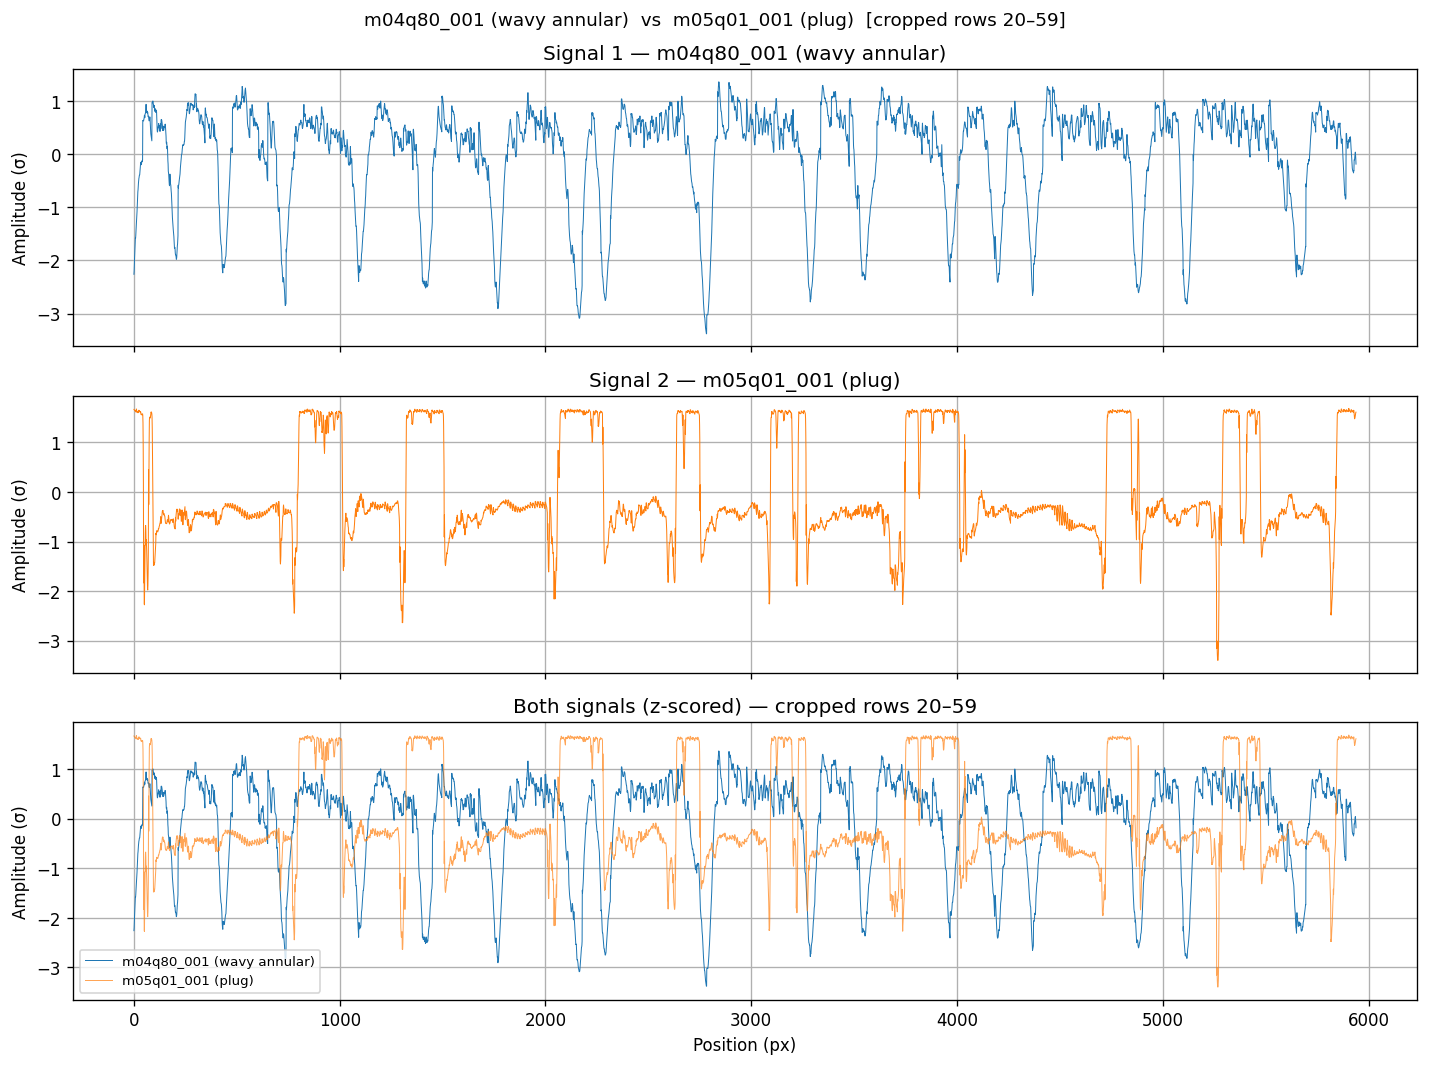 m04q80_001 (wavy annular)  vs  m05q01_001 (plug)  [cropped rows 20–59]
Signal 1 — m04q80_001 (wavy annular)
1
0
−1
−2
−3
Amplitude (σ)
Signal 2 — m05q01_001 (plug)
1
0
−1
−2
−3
Amplitude (σ)
Both signals (z-scored) — cropped rows 20–59
1
0
−1
−2
−3
Amplitude (σ)
m04q80_001 (wavy annular)
m05q01_001 (plug)
0 1000 2000 3000 4000 5000 6000
Position (px)